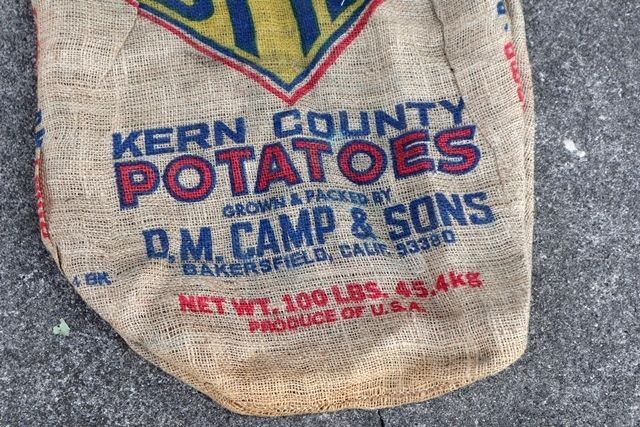 KERN COUNTY
POTATOES
GROWN & PACKED BY
D.M. CAMP & SONS
BAKERSFIELD, CALIF. 93380
BK
NET WT. 100 LBS. 45.4kg
PRODUCE OF U.S.A.